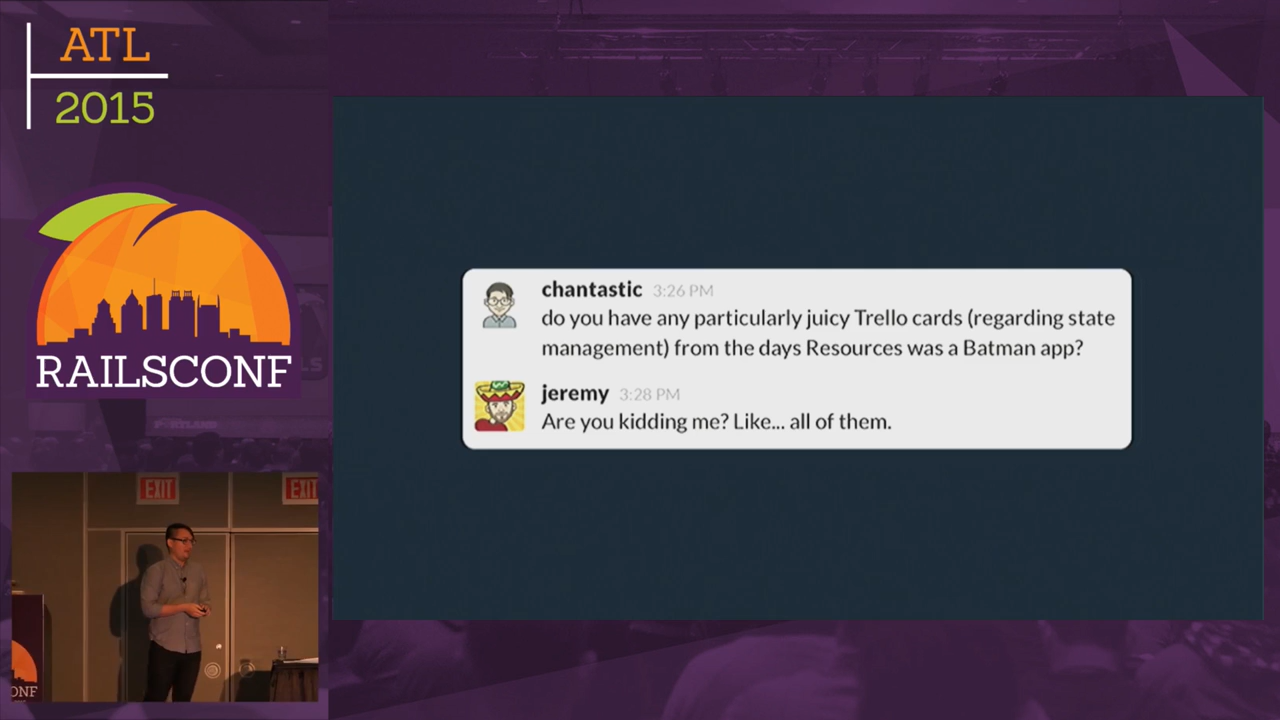 ATL
2015
RAILSCONF
chantastic 3:26 PM
do you have any particularly juicy Trello cards (regarding state
management) from the days Resources was a Batman app?
jeremy 3:28 PM
Are you kidding me? Like... all of them.
EXIT
EXIT
PORTLAND